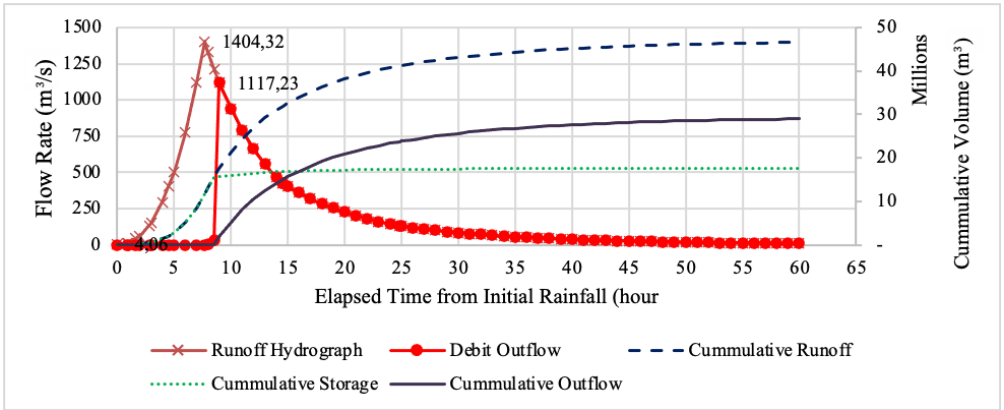 1404,32
1117,23
4,06
1500
1250
1000
750
500
250
0
Flow Rate (m³/s)
0 5 10 15 20 25 30 35 40 45 50 55 60 65
Elapsed Time from Initial Rainfall (hour
50
40
30
20
10
-
Millions
Cummulative Volume (m³)
Runoff Hydrograph
Debit Outflow
Cummulative Runoff
Cummulative Storage
Cummulative Outflow